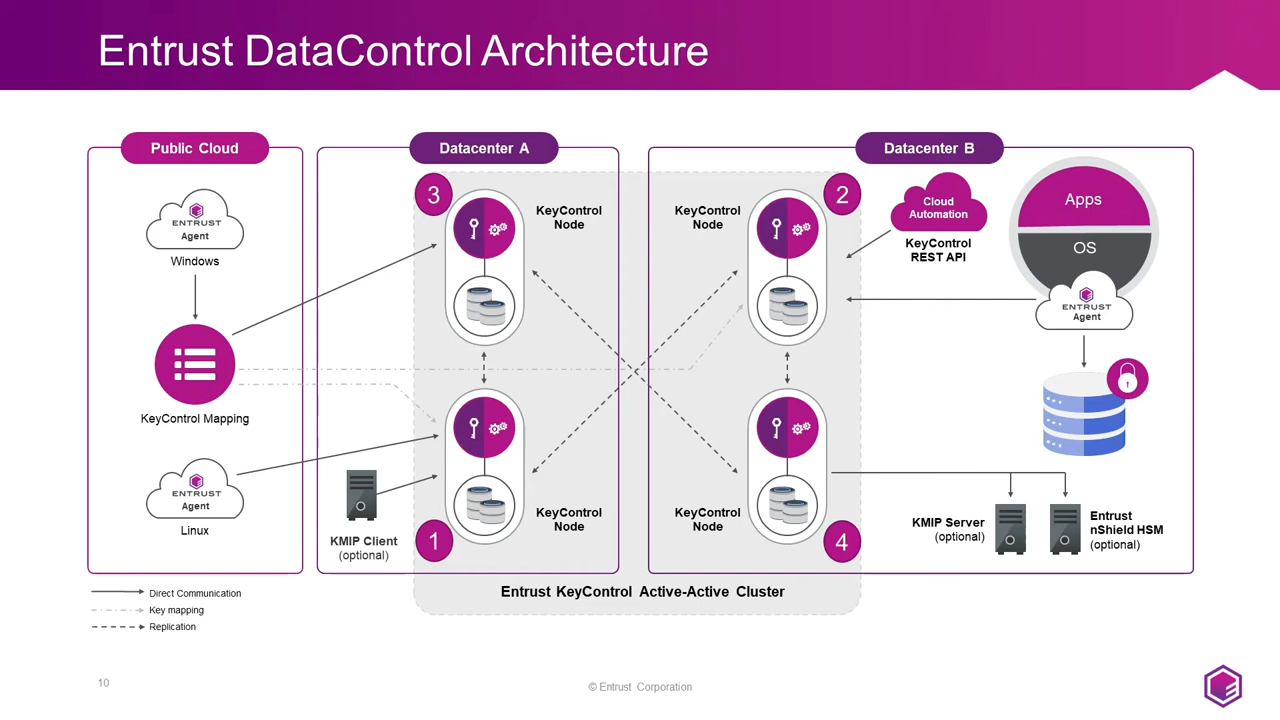 Entrust DataControl Architecture
Public Cloud
Datacenter A
Datacenter B
ENTRUST
Agent
Windows
KeyControl Mapping
ENTRUST
Agent
Linux
3
KeyControl
Node
KMIP Client
(optional)
1
KeyControl
Node
KeyControl
Node
2
Cloud
Automation
KeyControl
REST API
Apps
OS
ENTRUST
Agent
KeyControl
Node
4
KMIP Server
(optional)
Entrust
nShield HSM
(optional)
Entrust KeyControl Active-Active Cluster
Direct Communication
Key mapping
Replication
10
© Entrust Corporation